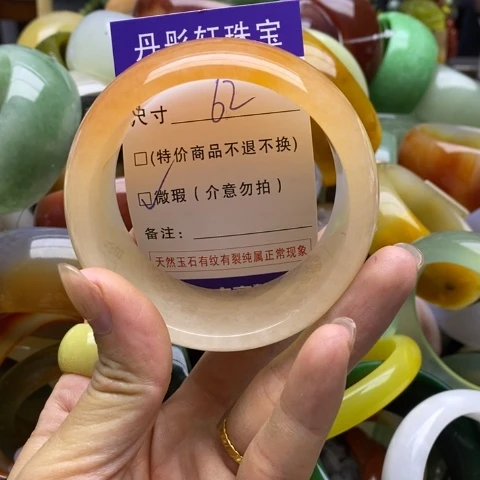 丹彤轩珠宝
尺寸 62
□(特价商品不退不换)
☑微瑕(介意勿拍)
备注:
天然玉石有纹有裂纯属正常现象